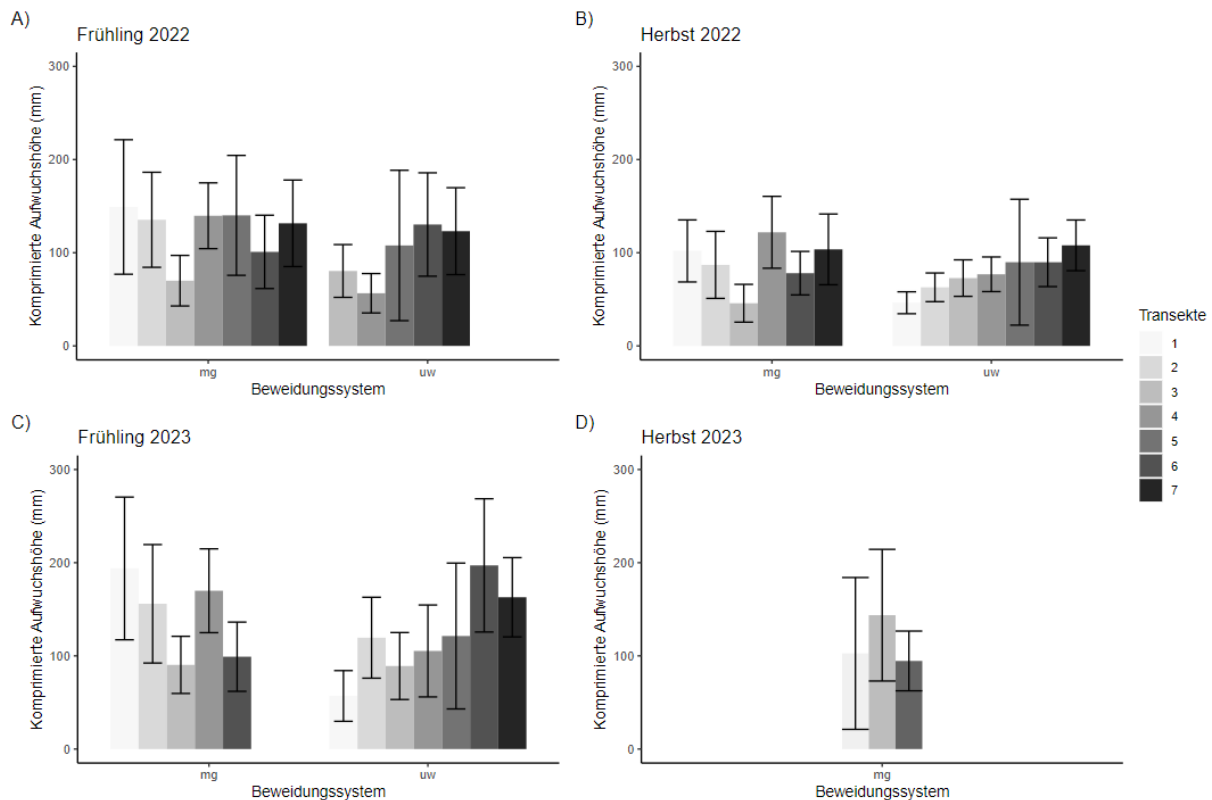 A)
Frühling 2022
Komprimierte Aufwuchshöhe (mm)
300
200
100
0
mg
uw
Beweidungssystem
B)
Herbst 2022
Komprimierte Aufwuchshöhe (mm)
300
200
100
0
mg
uw
Beweidungssystem
C)
Frühling 2023
Komprimierte Aufwuchshöhe (mm)
300
200
100
0
mg
uw
Beweidungssystem
D)
Herbst 2023
Komprimierte Aufwuchshöhe (mm)
300
200
100
0
mg
Beweidungssystem
Transekte
1
2
3
4
5
6
7